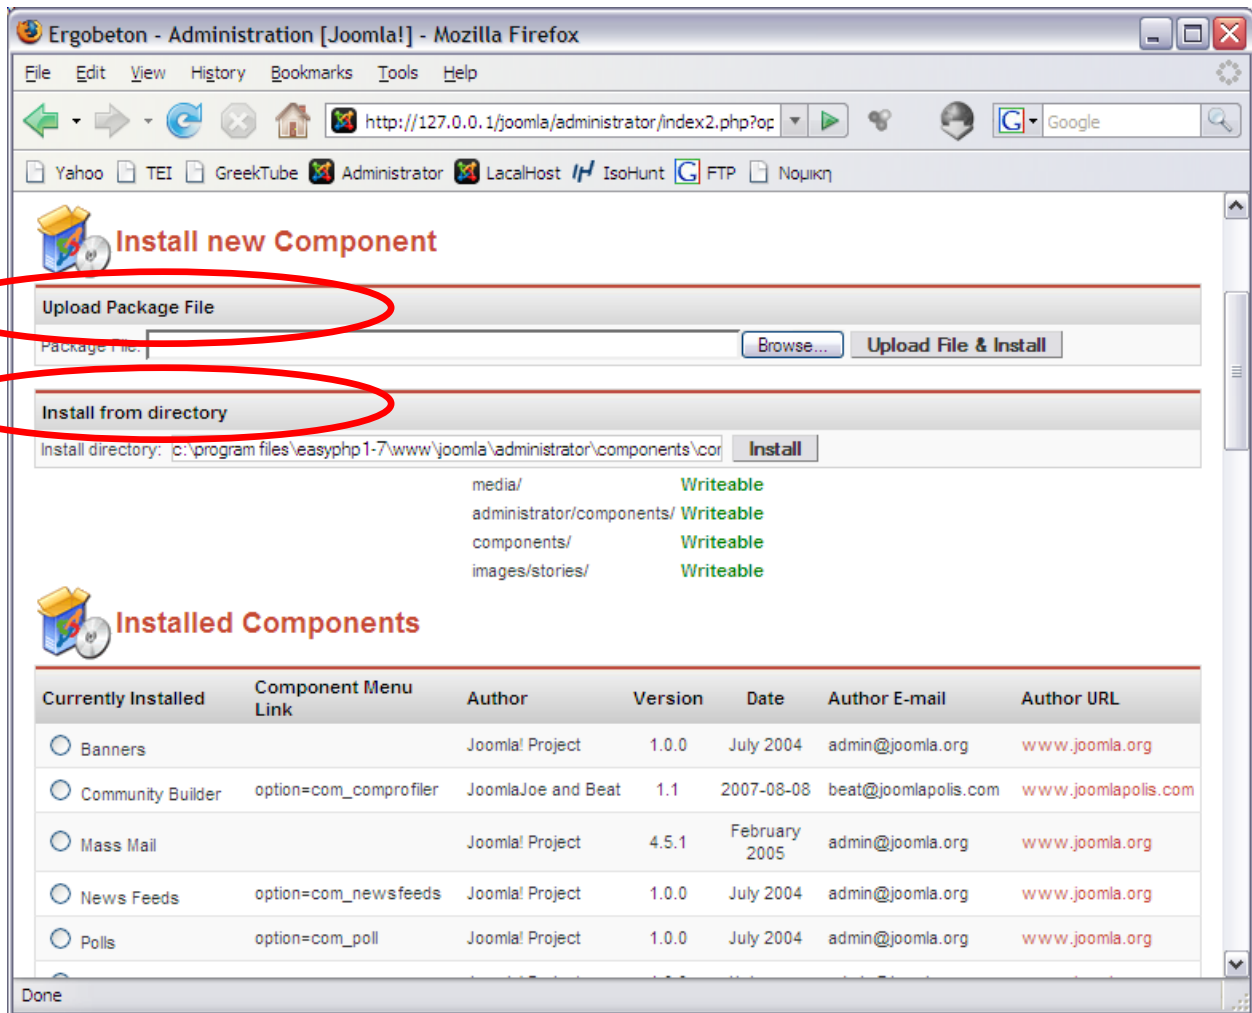 Ergobeton - Administration [Joomla!] - Mozilla Firefox
File Edit View History Bookmarks Tools Help
http://127.0.0.1/joomla/administrator/index2.php?op
Google
Yahoo TEI GreekTube Administrator LacalHost IsoHunt FTP Νομικη
Install new Component
Upload Package File
Package File: Browse... Upload File & Install
Install from directory
Install directory: c:\program files\easyphp1-7\www\joomla\administrator\components\cor Install
media/ Writeable
administrator/components/ Writeable
components/ Writeable
images/stories/ Writeable
Installed Components
Currently Installed Component Menu Link Author Version Date Author E-mail Author URL
Banners Joomla! Project 1.0.0 July 2004 admin@joomla.org www.joomla.org
Community Builder option=com_comprofiler JoomlaJoe and Beat 1.1 2007-08-08 beat@joomlapolis.com www.joomlapolis.com
Mass Mail Joomla! Project 4.5.1 February 2005 admin@joomla.org www.joomla.org
News Feeds option=com_newsfeeds Joomla! Project 1.0.0 July 2004 admin@joomla.org www.joomla.org
Polls option=com_poll Joomla! Project 1.0.0 July 2004 admin@joomla.org www.joomla.org
Done